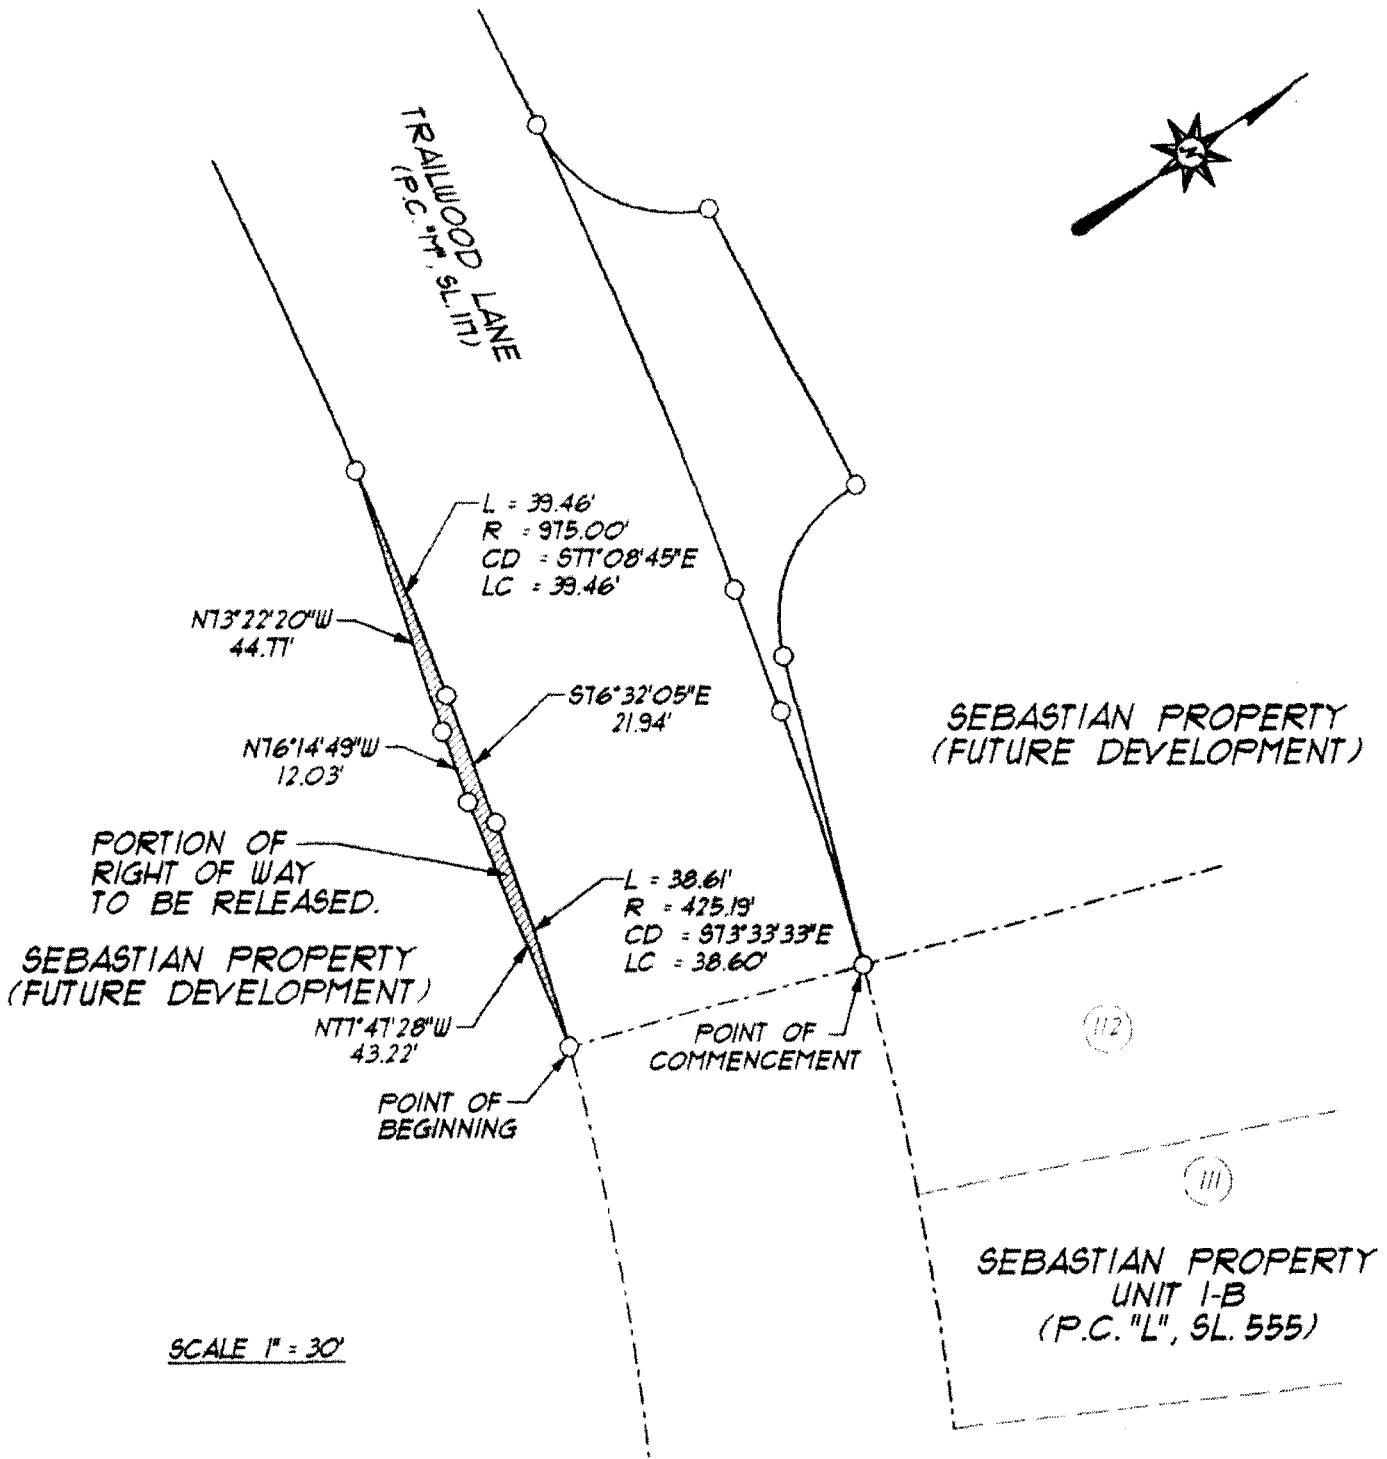 TRAILWOOD LANE
(P.C. "M", SL. 117)
L = 39.46'
R = 975.00'
CD = S77°08'45"E
LC = 39.46'
N73°22'20"W
44.77'
S76°32'05"E
21.94'
N76°14'49"W
12.03'
SEBASTIAN PROPERTY
(FUTURE DEVELOPMENT)
PORTION OF
RIGHT OF WAY
TO BE RELEASED.
L = 38.61'
R = 425.19'
CD = S73°33'33"E
LC = 38.60'
SEBASTIAN PROPERTY
(FUTURE DEVELOPMENT)
N77°47'28"W
43.22'
POINT OF
COMMENCEMENT
POINT OF
BEGINNING
112
111
SEBASTIAN PROPERTY
UNIT 1-B
(P.C. "L", SL. 555)
SCALE 1" = 30'
N